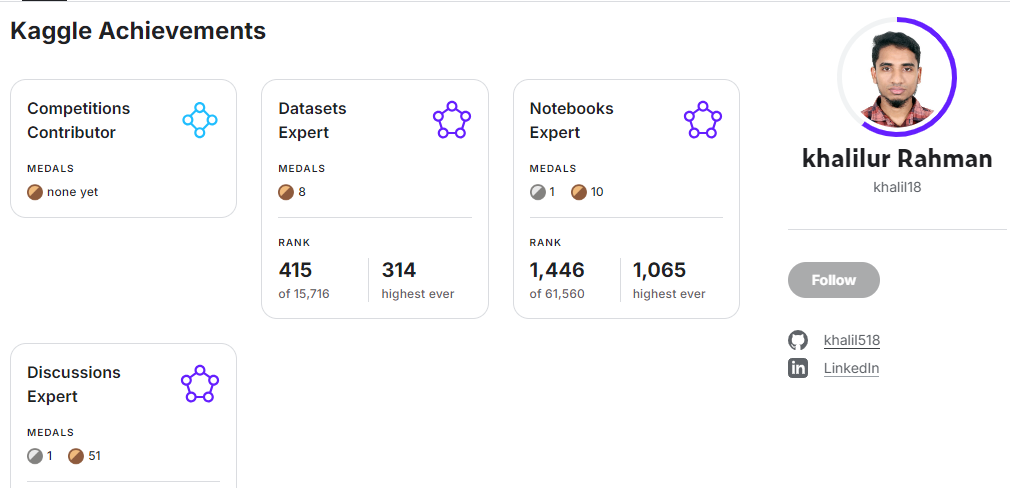 Kaggle Achievements
Competitions
Contributor
MEDALS
none yet
Datasets
Expert
MEDALS
8
RANK
415
of 15,716
314
highest ever
Notebooks
Expert
MEDALS
1 10
RANK
1,446
of 61,560
1,065
highest ever
Discussions
Expert
MEDALS
1 51
khalilur Rahman
khalil18
Follow
khalil518
in LinkedIn